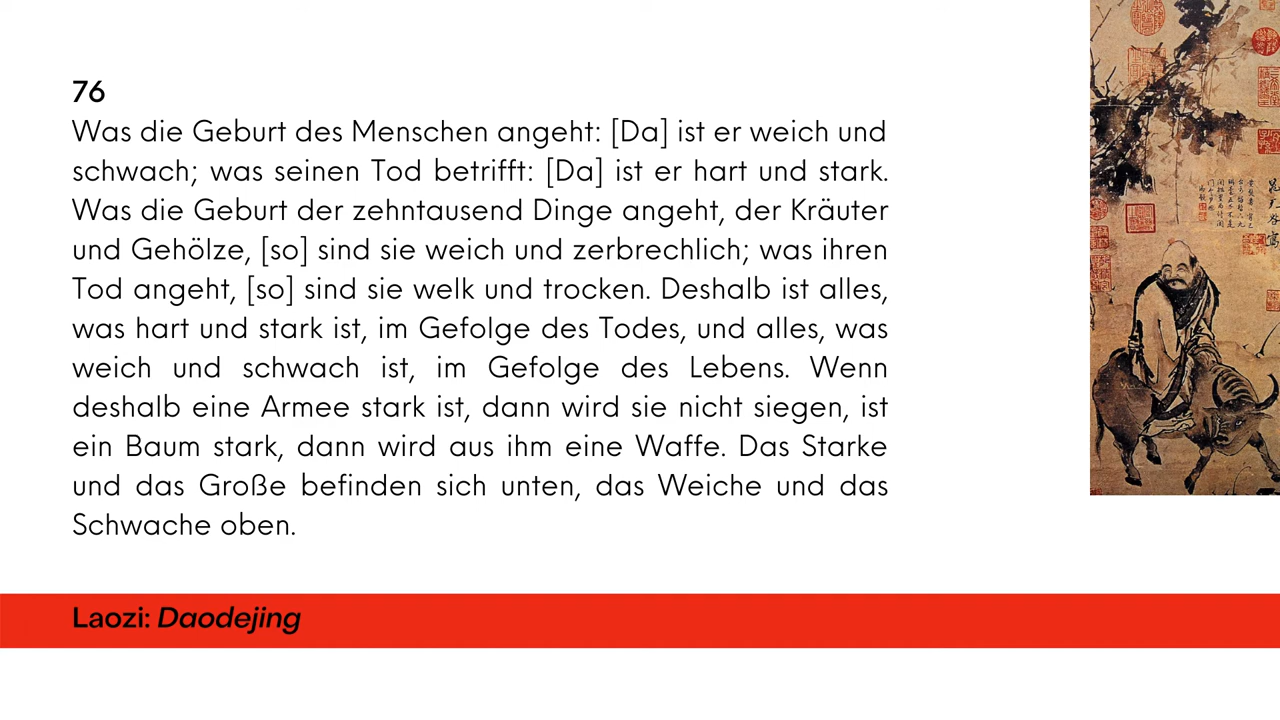 76
Was die Geburt des Menschen angeht: [Da] ist er weich und
schwach; was seinen Tod betrifft: [Da] ist er hart und stark.
Was die Geburt der zehntausend Dinge angeht, der Kräuter
und Gehölze, [so] sind sie weich und zerbrechlich; was ihren
Tod angeht, [so] sind sie welk und trocken. Deshalb ist alles,
was hart und stark ist, im Gefolge des Todes, und alles, was
weich und schwach ist, im Gefolge des Lebens. Wenn
deshalb eine Armee stark ist, dann wird sie nicht siegen, ist
ein Baum stark, dann wird aus ihm eine Waffe. Das Starke
und das Große befinden sich unten, das Weiche und das
Schwache oben.
Laozi: Daodejing